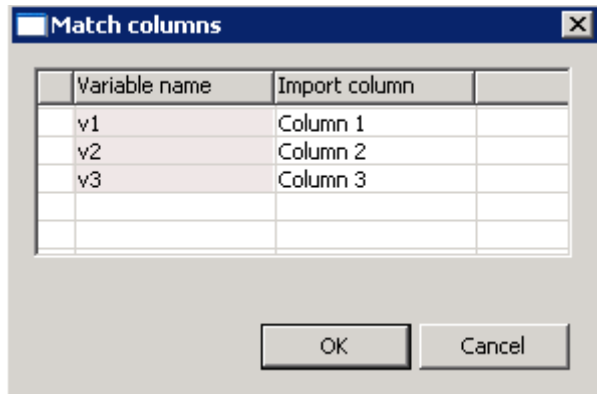 Match columns
Variable name Import column
v1 Column 1
v2 Column 2
v3 Column 3
OK Cancel